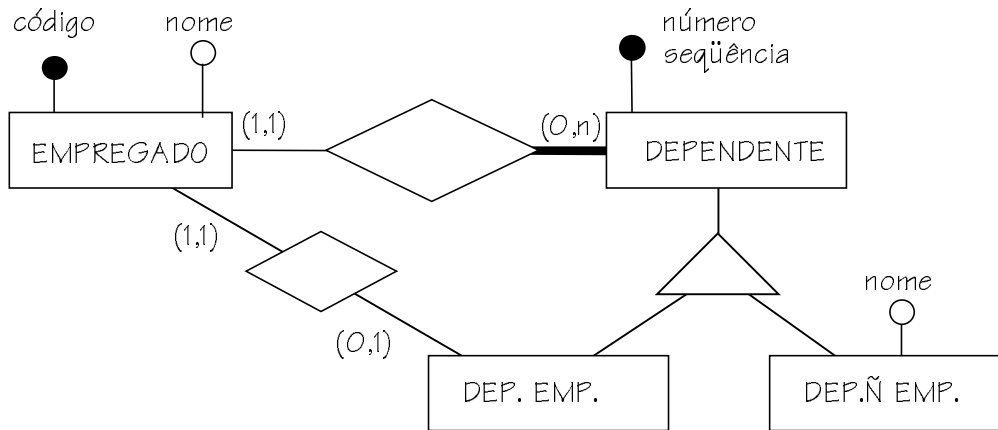 código
nome
número
seqüência
EMPREGADO
(1,1)
(0,n)
DEPENDENTE
(1,1)
(0,1)
nome
DEP. EMP.
DEP.Ñ EMP.